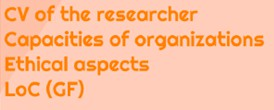 CV of the researcher
Capacities of organizations
Ethical aspects
LoC (GF)